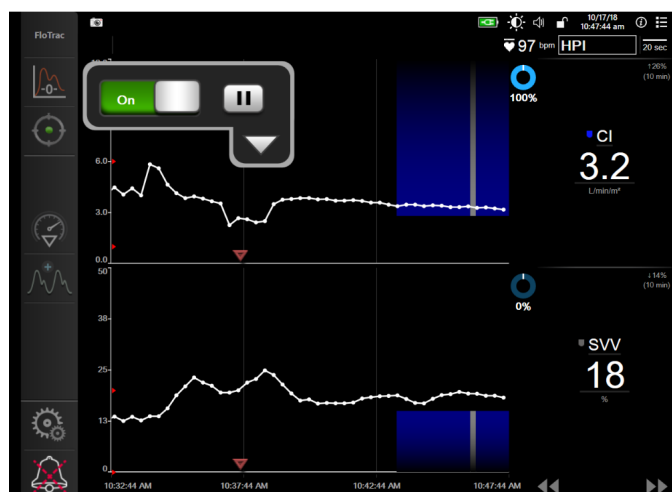 FloTrac
10/17/18
10:47:44 am
97 bpm
HPI
20 sec
-0-
On
6.0
3.0
0.0
100%
↑26%
(10 min)
CI
3.2
L/min/m²
50
38
25
13
0
0%
↓14%
(10 min)
SVV
18
%
10:32:44 AM
10:37:44 AM
10:42:44 AM
10:47:44 AM